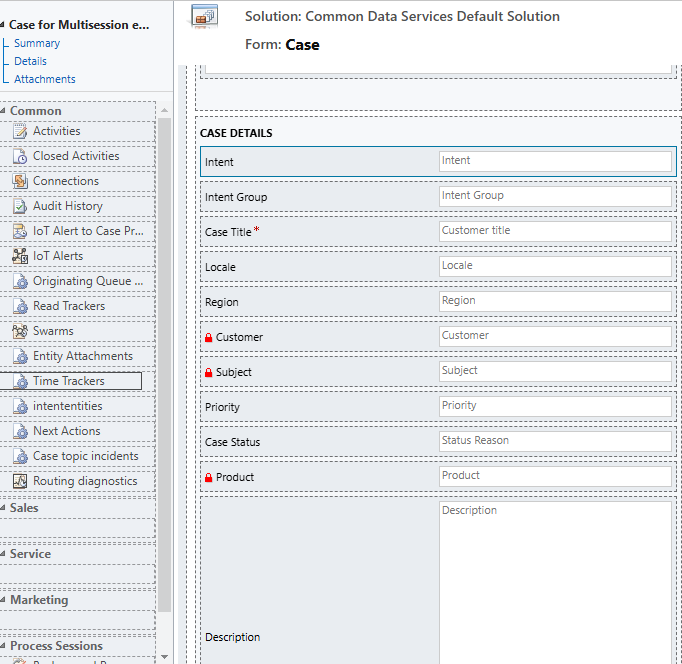 Case for Multisession e...
Summary
Details
Attachments
Common
Activities
Closed Activities
Connections
Audit History
IoT Alert to Case Pr...
IoT Alerts
Originating Queue ...
Read Trackers
Swarms
Entity Attachments
Time Trackers
intententities
Next Actions
Case topic incidents
Routing diagnostics
Sales
Service
Marketing
Process Sessions
Solution: Common Data Services Default Solution
Form: Case
CASE DETAILS
Intent Intent
Intent Group Intent Group
Case Title* Customer title
Locale Locale
Region Region
Customer Customer
Subject Subject
Priority Priority
Case Status Status Reason
Product Product
Description
Description